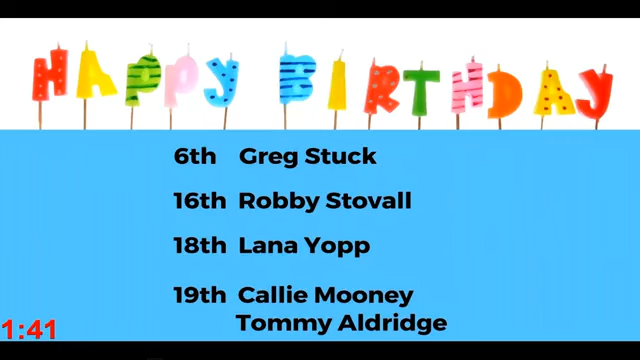 HAPPY BIRTHDAY
6th Greg Stuck
16th Robby Stovall
18th Lana Yopp
19th Callie Mooney
Tommy Aldridge
1:41